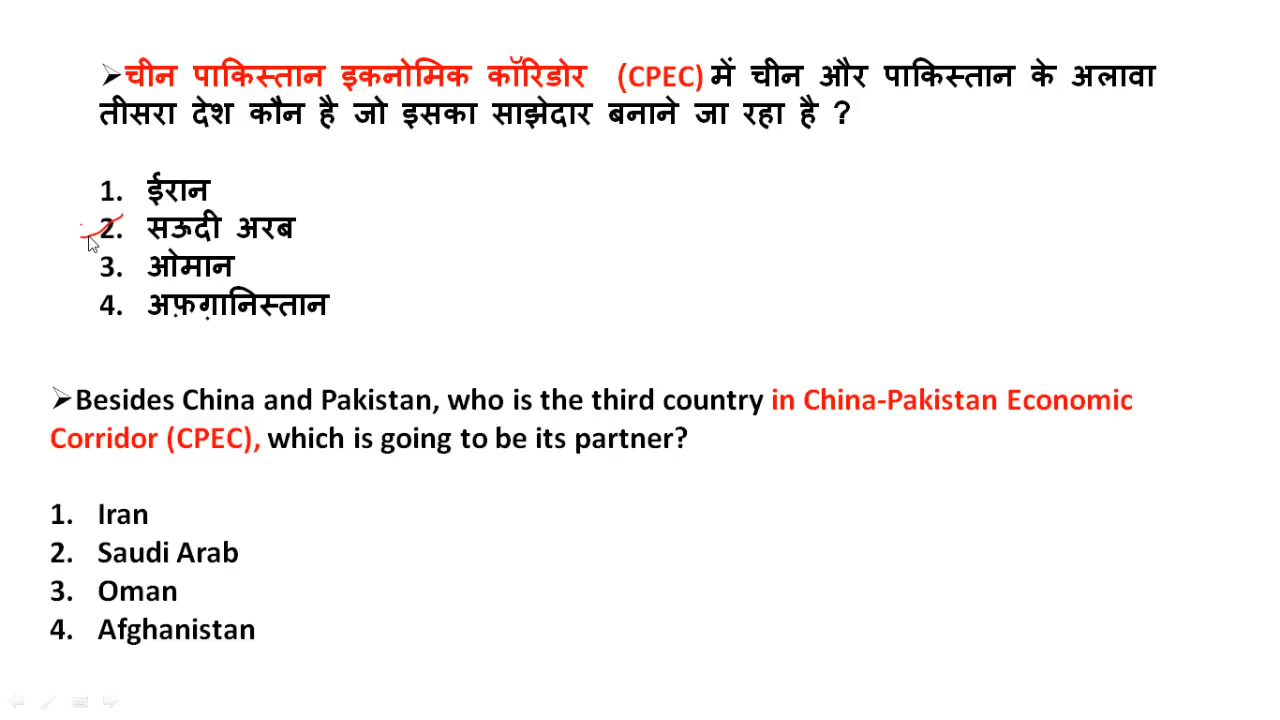 ➢चीन पाकिस्तान इकनोमिक कॉरिडोर (CPEC) में चीन और पाकिस्तान के अलावा
तीसरा देश कौन है जो इसका साझेदार बनाने जा रहा है ?
1. ईरान
2. सऊदी अरब
3. ओमान
4. अफ़ग़ानिस्तान
➢Besides China and Pakistan, who is the third country in China-Pakistan Economic
Corridor (CPEC), which is going to be its partner?
1. Iran
2. Saudi Arab
3. Oman
4. Afghanistan